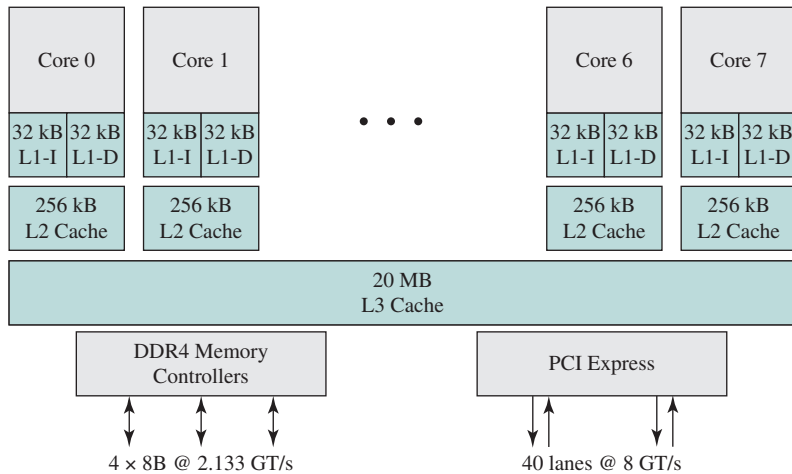 Core 0
Core 1
Core 6
Core 7
32 kB
L1-I
32 kB
L1-D
32 kB
L1-I
32 kB
L1-D
32 kB
L1-I
32 kB
L1-D
32 kB
L1-I
32 kB
L1-D
256 kB
L2 Cache
256 kB
L2 Cache
256 kB
L2 Cache
256 kB
L2 Cache
20 MB
L3 Cache
DDR4 Memory
Controllers
PCI Express
4 × 8B @ 2.133 GT/s
40 lanes @ 8 GT/s